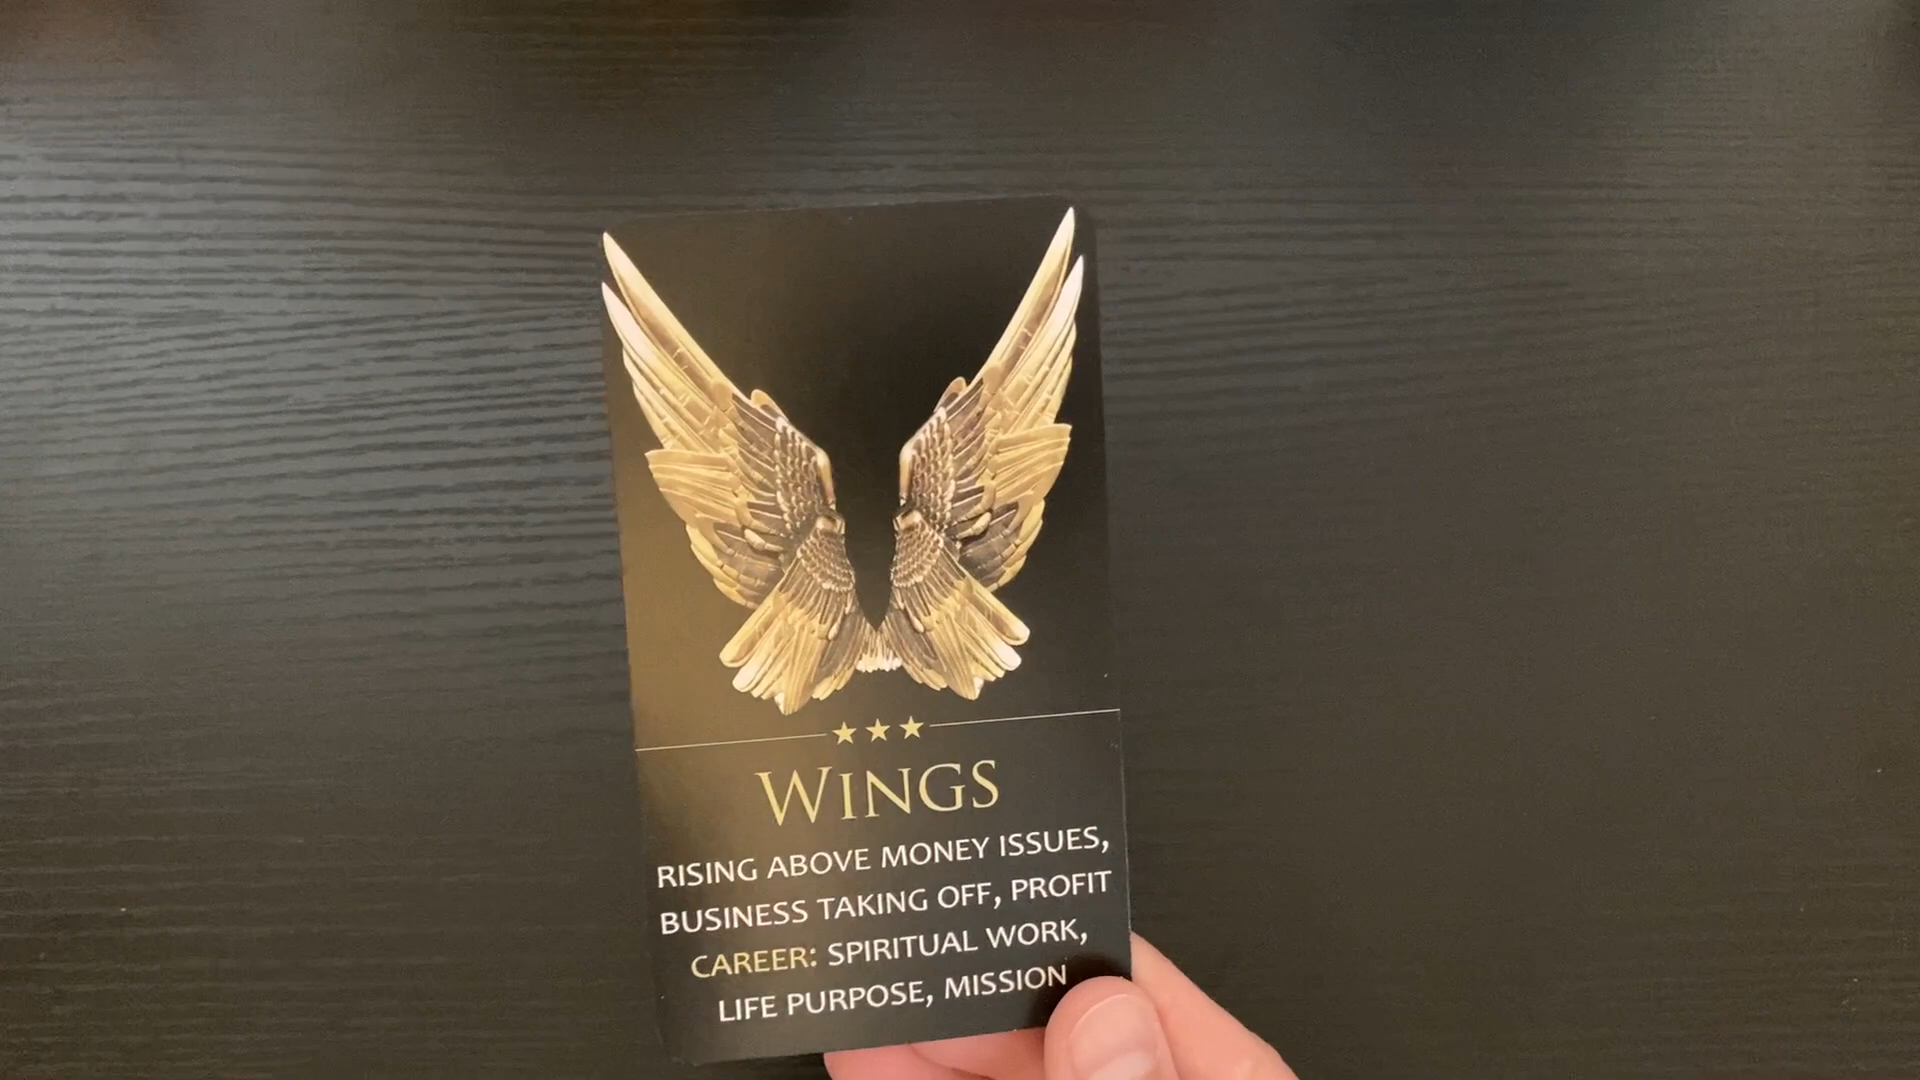 WINGS
RISING ABOVE MONEY ISSUES,
BUSINESS TAKING OFF, PROFIT
CAREER: SPIRITUAL WORK,
LIFE PURPOSE, MISSION